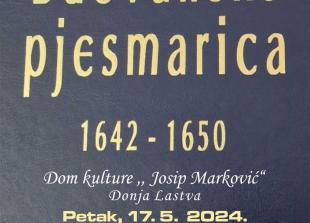 pjesmarica
1642 - 1650
Dom kulture ,, Josip Marković“
Donja Lastva
Petak, 17. 5. 2024.